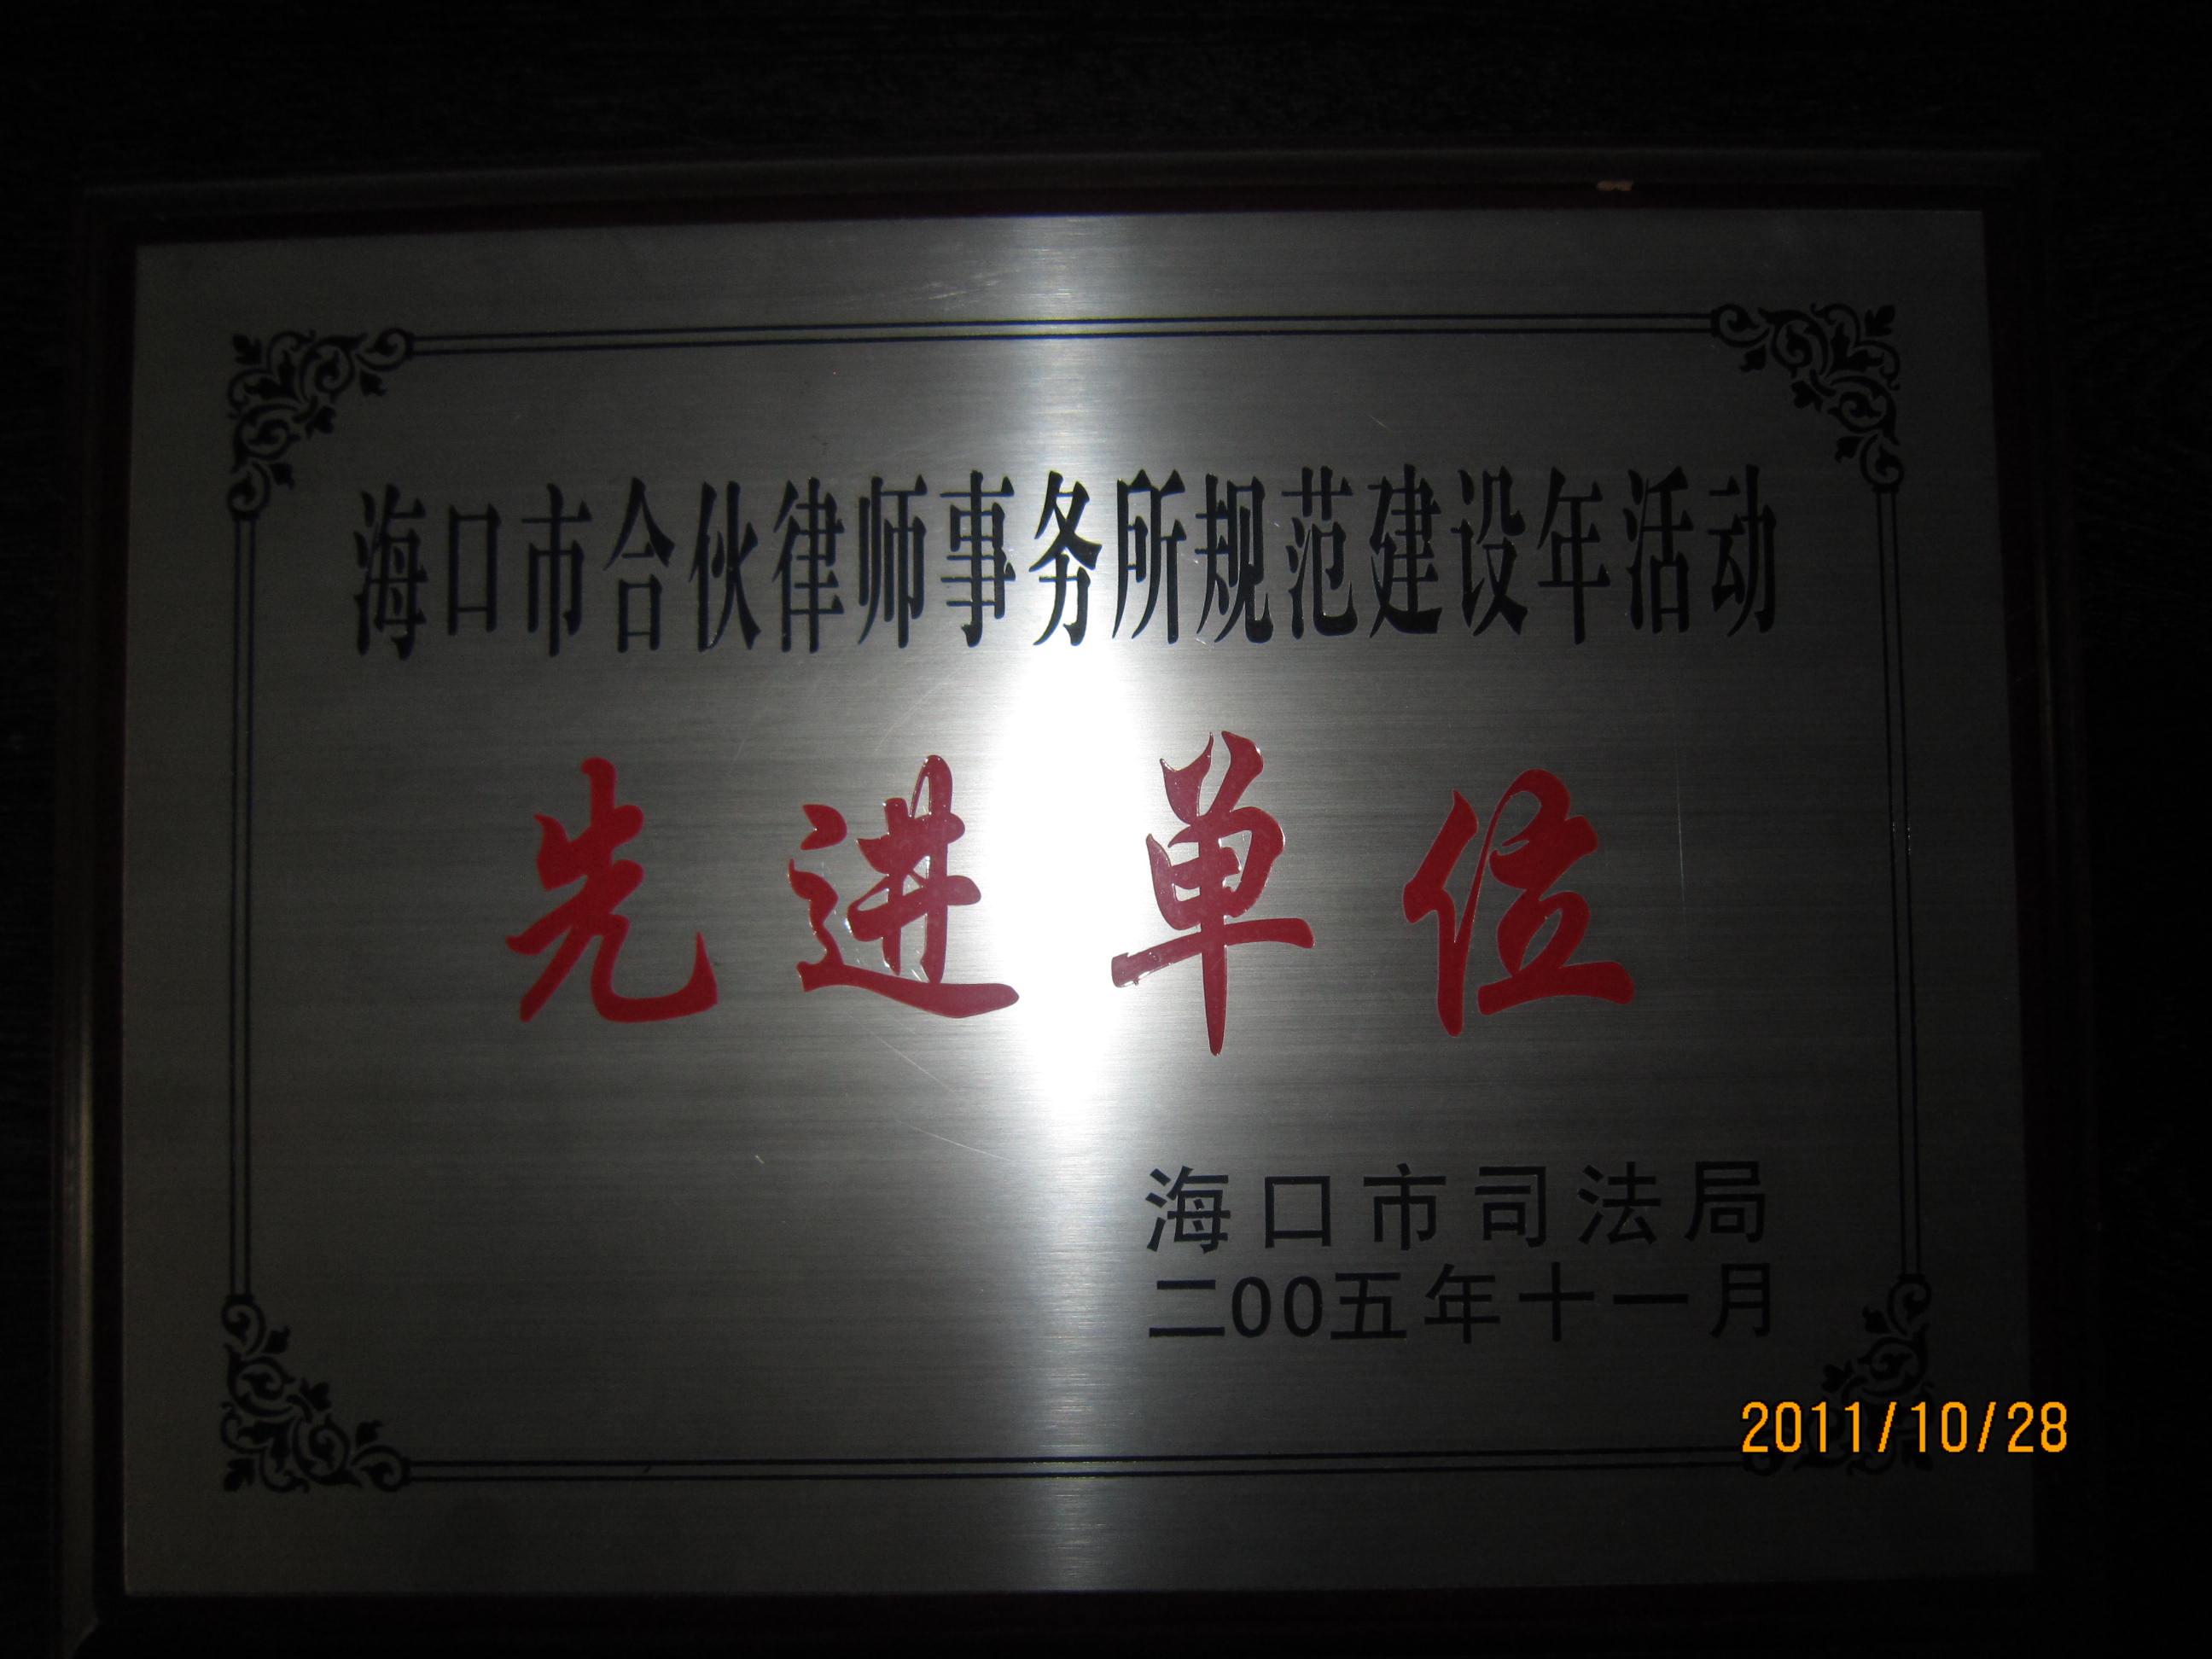 海口市合伙律师事务所规范建设年活动
先进单位
海口市司法局
二00五年十一月
2011/10/28